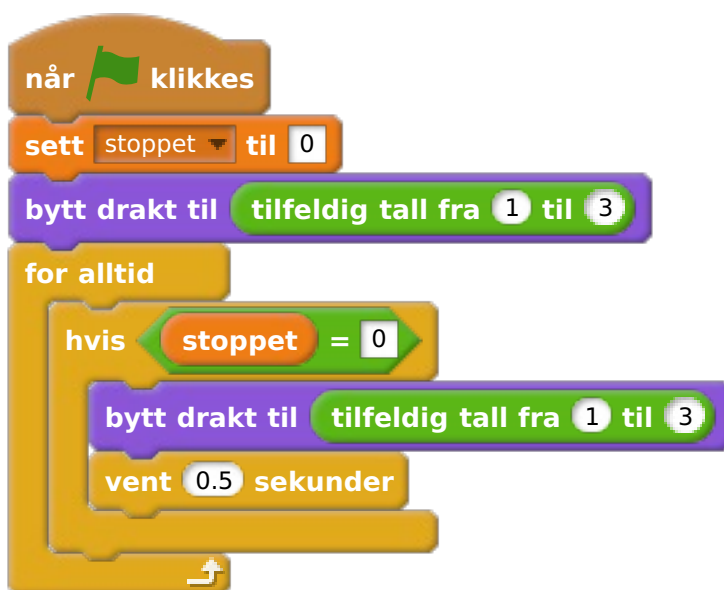 når klikkes
sett stoppet til 0
bytt drakt til tilfeldig tall fra 1 til 3
for alltid
hvis stoppet = 0
bytt drakt til tilfeldig tall fra 1 til 3
vent 0.5 sekunder